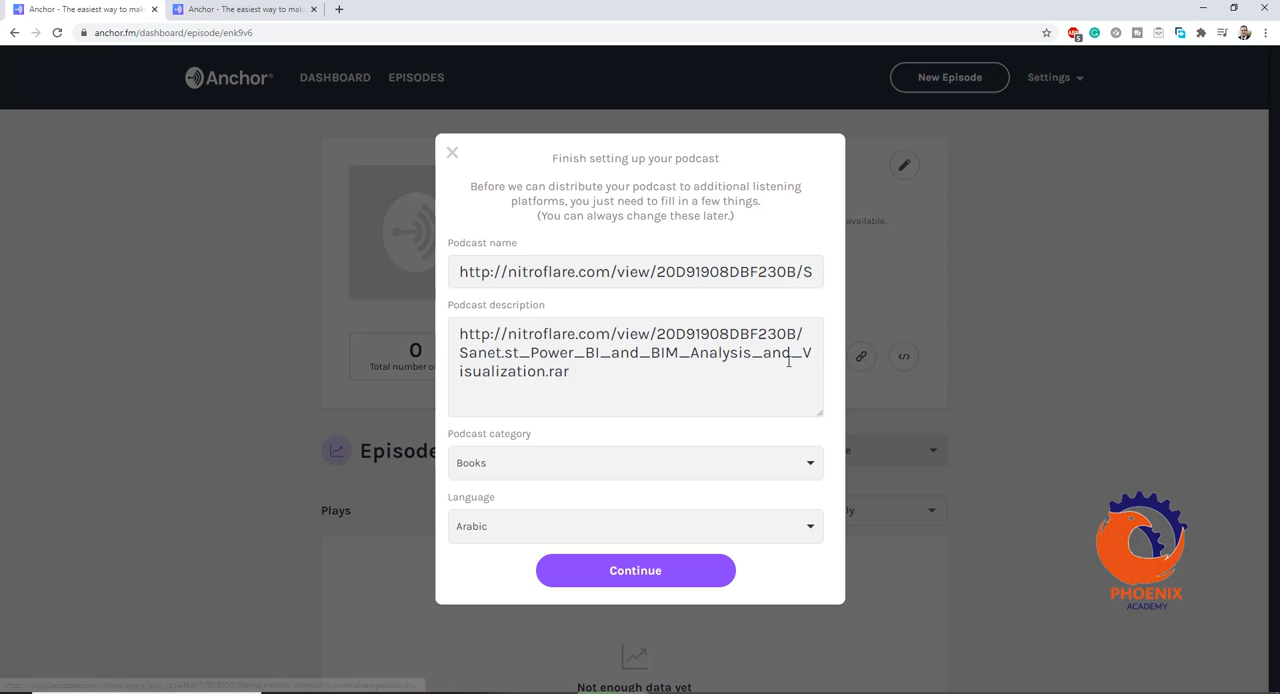 Anchor - The easiest way to mak
Anchor - The easiest way to mak
anchor.fm/dashboard/episode/enk9v6
Anchor
DASHBOARD
EPISODES
New Episode
Settings
Finish setting up your podcast
Before we can distribute your podcast to additional listening
platforms, you just need to fill in a few things.
(You can always change these later.)
available.
Podcast name
http://nitroflare.com/view/20D91908DBF230B/S
Podcast description
http://nitroflare.com/view/20D91908DBF230B/
Sanet.st_Power_BI_and_BIM_Analysis_and_V
isualization.rar
0
Total number of
Podcast category
Books
Episode
Language
Arabic
Plays
Continue
PHOENIX
ACADEMY
Not enough data yet